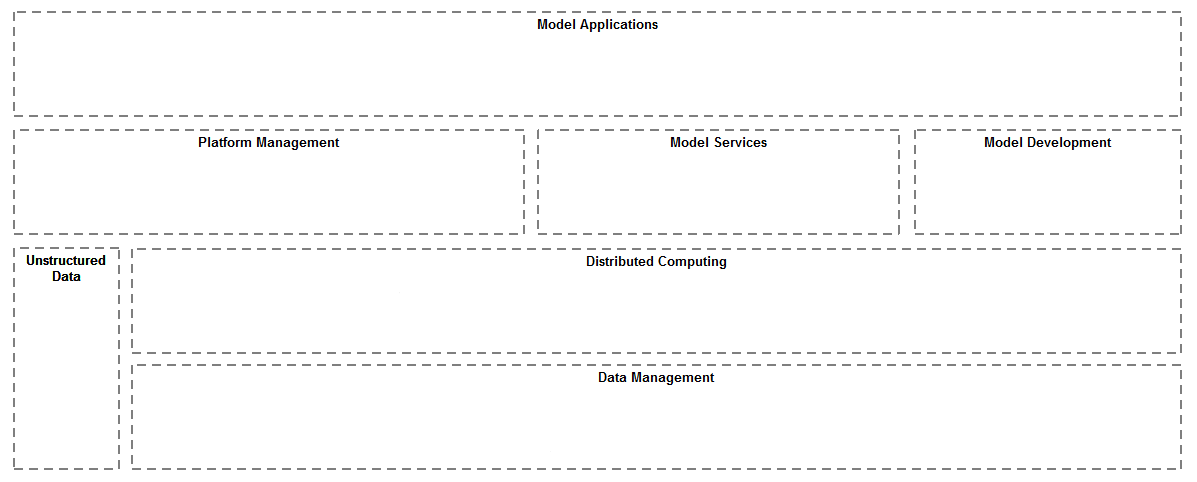 Model Applications
Platform Management
Model Services
Model Development
Unstructured
Data
Distributed Computing
Data Management